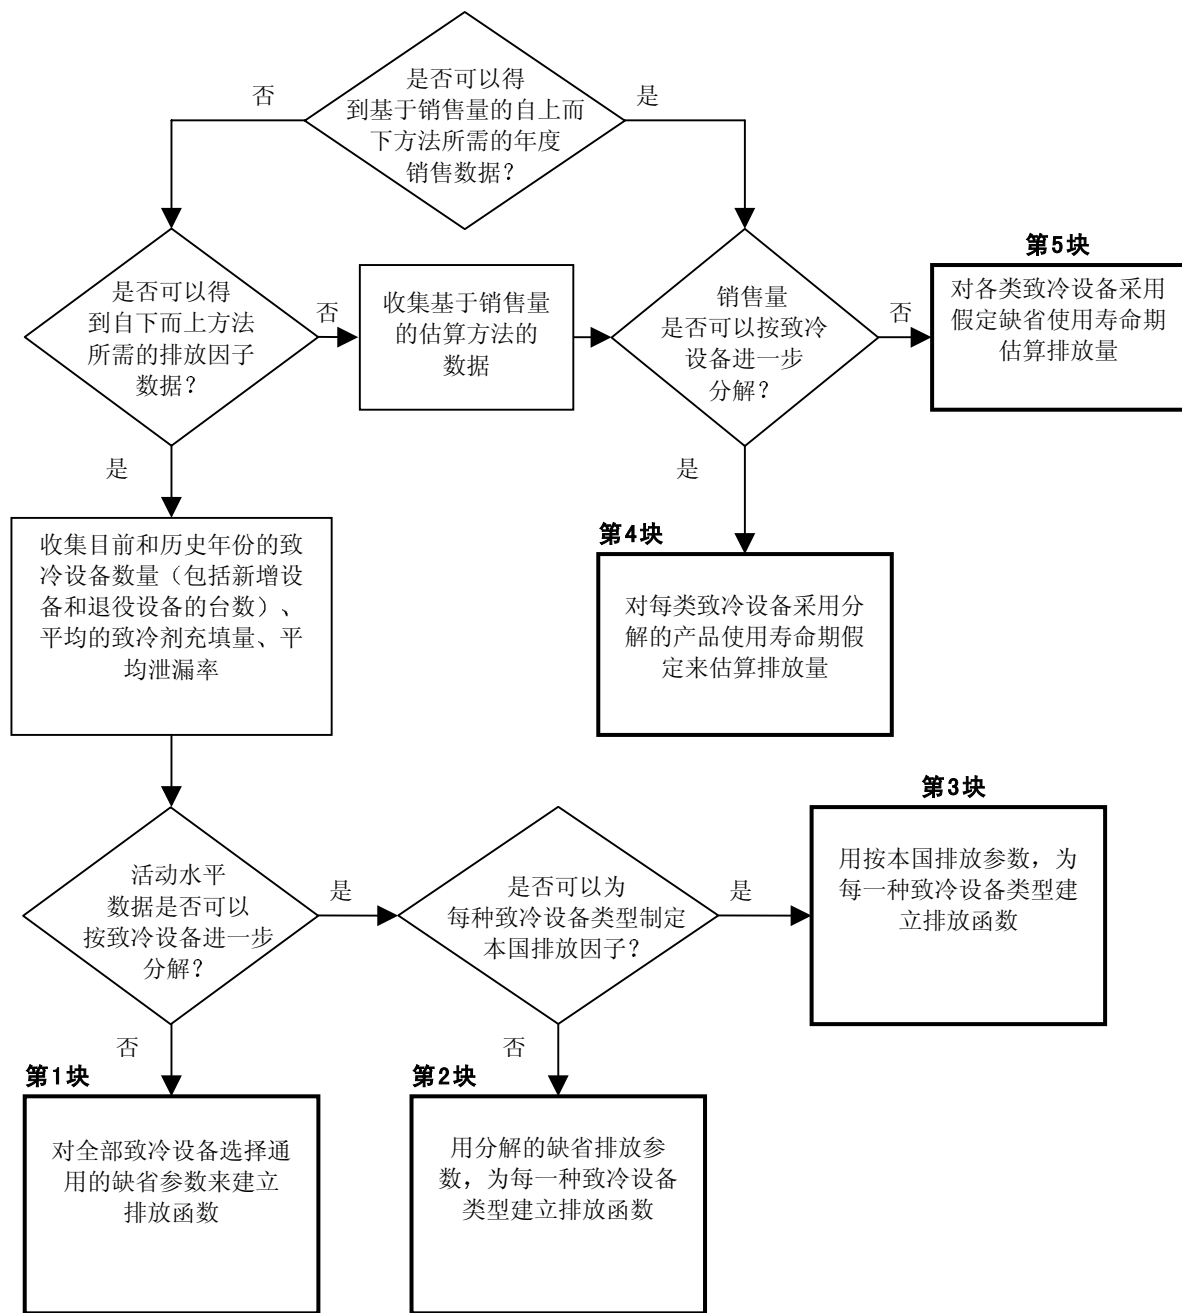 是否可以得
到基于销售量的自上而
下方法所需的年度
销售数据？
否
是
是否可以得
到自下而上方法
所需的排放因子
数据？
否
收集基于销售量
的估算方法的
数据
销售量
是否可以按致冷
设备进一步
分解？
否
第5块
对各类致冷设备采用
假定缺省使用寿命期
估算排放量
是
是
收集目前和历史年份的致
冷设备数量（包括新增设
备和退役设备的台数）、
平均的致冷剂充填量、平
均泄漏率
第4块
对每类致冷设备采用分
解的产品使用寿命期假
定来估算排放量
活动水平
数据是否可以
按致冷设备进一步
分解？
是
是否可以为
每种致冷设备类型制定
本国排放因子？
是
第3块
用按本国排放参数，为
每一种致冷设备类型建
立排放函数
否
否
第1块
对全部致冷设备选择通
用的缺省参数来建立
排放函数
第2块
用分解的缺省排放参
数，为每一种致冷设备
类型建立排放函数